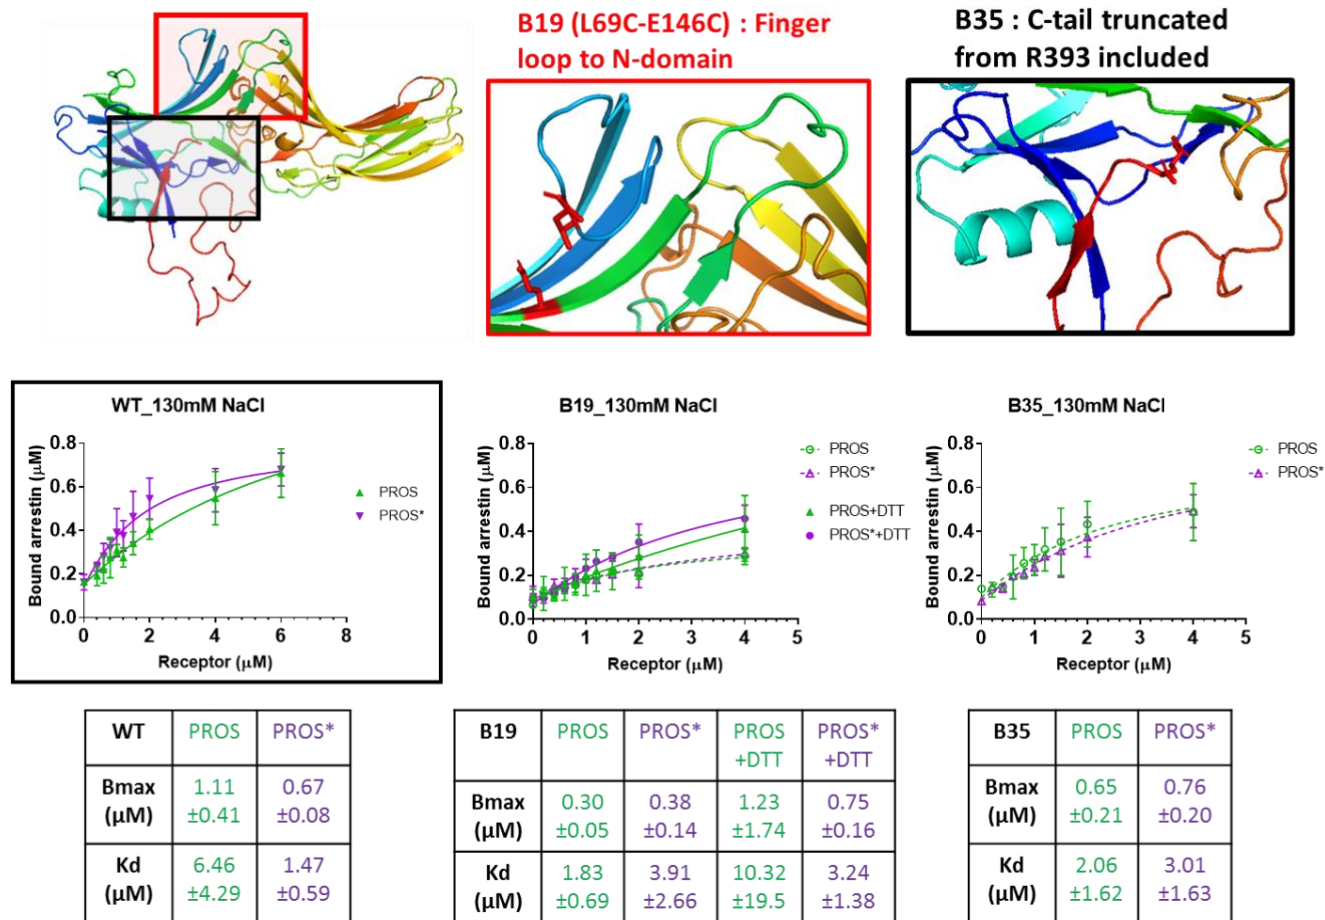 B19 (L69C-E146C) : Finger
loop to N-domain
B35 : C-tail truncated
from R393 included
WT_130mM NaCl
Bound arrestin (µM)
0.8
0.6
0.4
0.2
0.0
0 2 4 6 8
Receptor (µM)
PROS
PROS*
B19_130mM NaCl
Bound arrestin (µM)
0.8
0.6
0.4
0.2
0.0
0 1 2 3 4 5
Receptor (µM)
PROS
PROS*
PROS+DTT
PROS*+DTT
B35_130mM NaCl
Bound arrestin (µM)
0.8
0.6
0.4
0.2
0.0
0 1 2 3 4 5
Receptor (µM)
PROS
PROS*
WT PROS PROS*
Bmax (µM) 1.11 ±0.41 0.67 ±0.08
Kd (µM) 6.46 ±4.29 1.47 ±0.59
B19 PROS PROS* PROS +DTT PROS* +DTT
Bmax (µM) 0.30 ±0.05 0.38 ±0.14 1.23 ±1.74 0.75 ±0.16
Kd (µM) 1.83 ±0.69 3.91 ±2.66 10.32 ±19.5 3.24 ±1.38
B35 PROS PROS*
Bmax (µM) 0.65 ±0.21 0.76 ±0.20
Kd (µM) 2.06 ±1.62 3.01 ±1.63